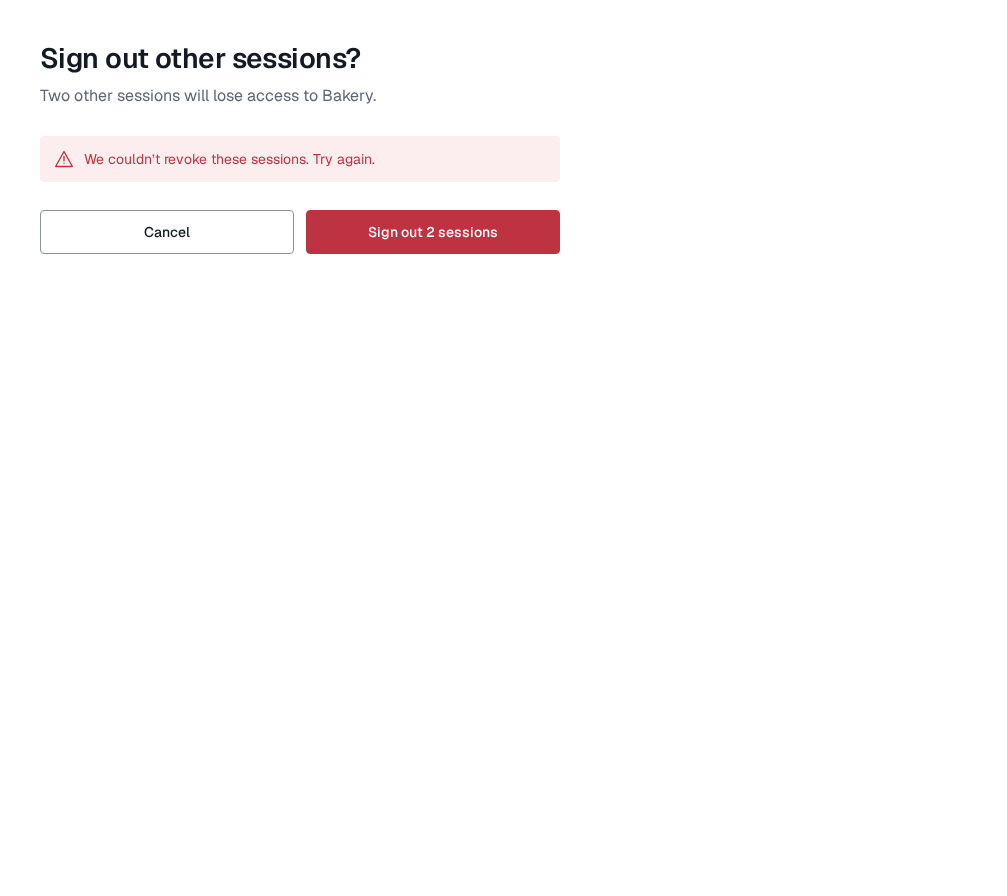 Sign out other sessions?
Two other sessions will lose access to Bakery.
We couldn't revoke these sessions. Try again.
Cancel
Sign out 2 sessions